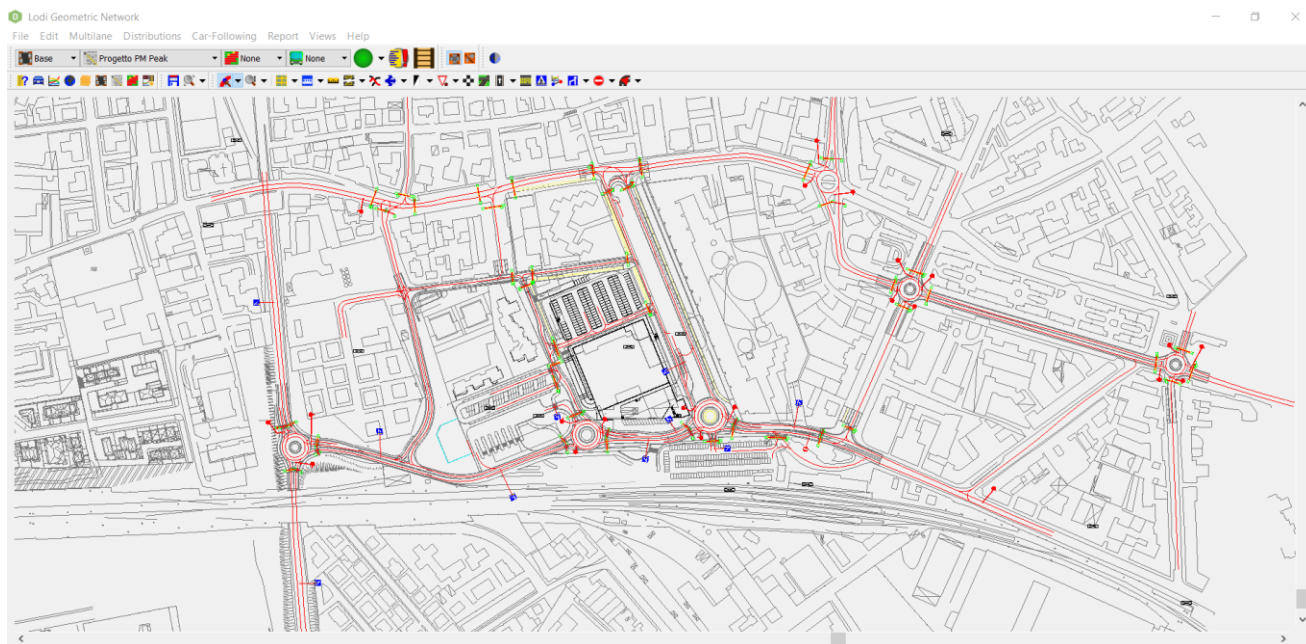 Lodi Geometric Network
File Edit Multilane Distributions Car-Following Report Views Help
Base Progetto PM Peak None None